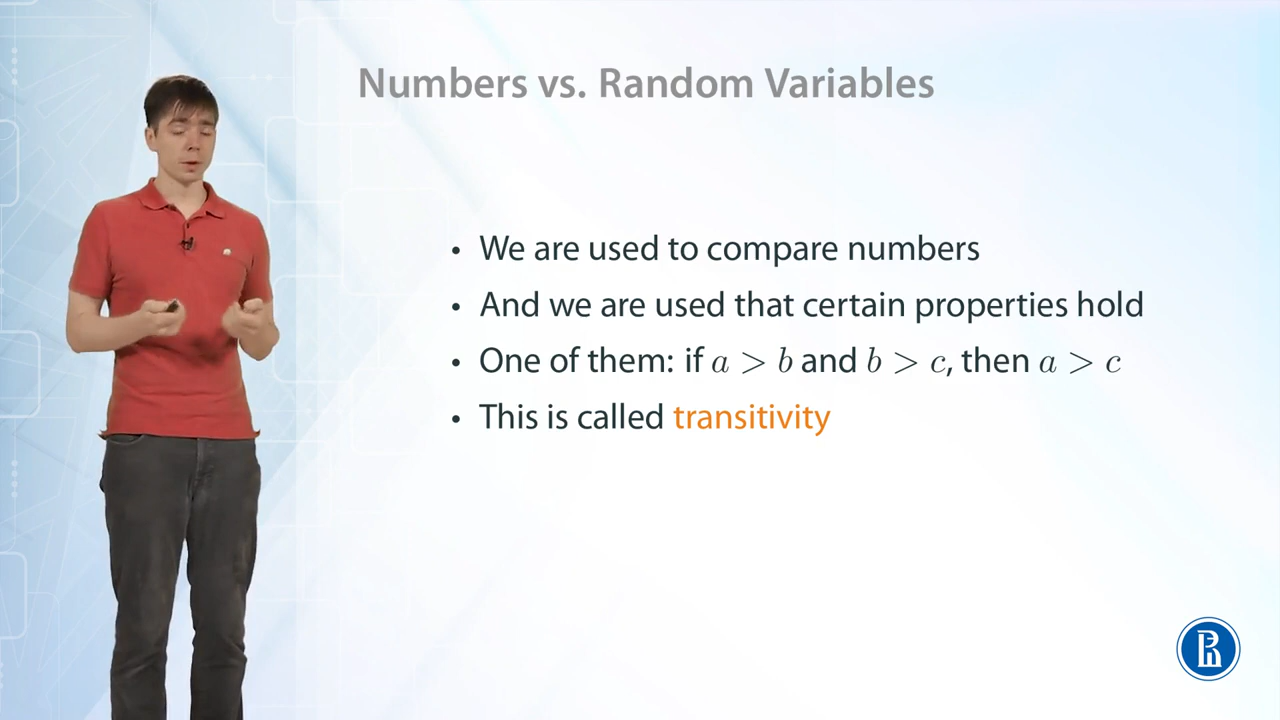 Numbers vs. Random Variables
• We are used to compare numbers
• And we are used that certain properties hold
• One of them: if a > b and b > c, then a > c
• This is called transitivity